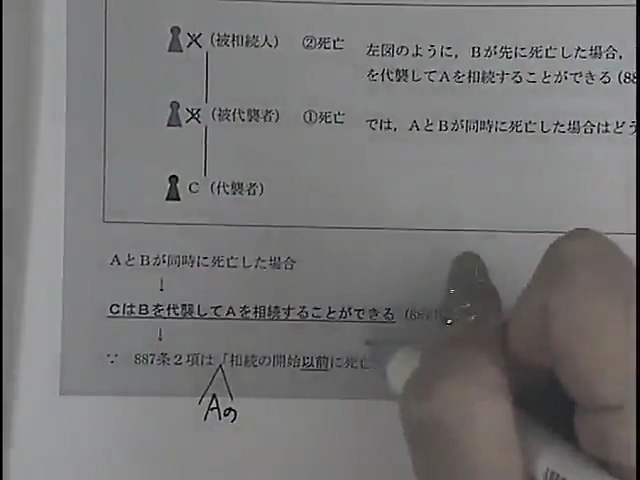 (被相続人) ②死亡
左図のように，Bが先に死亡した場合，
を代襲してAを相続することができる
(被代襲者) ①死亡
では，AとBが同時に死亡した場合はど
C (代襲者)
AとBが同時に死亡した場合
↓
CはBを代襲してAを相続することができる
↓
∵ 887条2項は「相続の開始以前に死亡
Aの